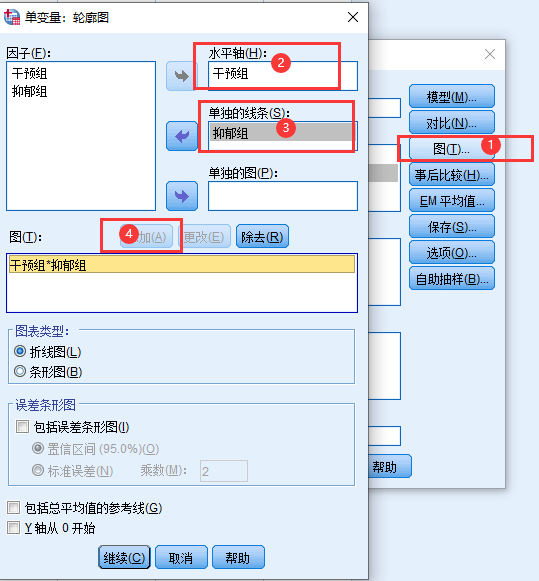 单变量：轮廓图
因子(F)：
干预组
抑郁组
水平轴(H)：
2
干预组
单独的线条(S)：
3
抑郁组
单独的图(P)：
图(T)：
4
加(A)
更改(E)
除去(R)
干预组*抑郁组
图表类型：
折线图(L)
条形图(B)
误差条形图
包括误差条形图(I)
置信区间 (95.0%)(O)
标准误差(N)
乘数(M)：
2
包括总平均值的参考线(G)
Y 轴从 0 开始
继续(C)
取消
帮助
模型(M)...
对比(N)...
图(T)...
1
事后比较(H)...
EM 平均值...
保存(S)...
选项(O)...
自助抽样(B)...
帮助